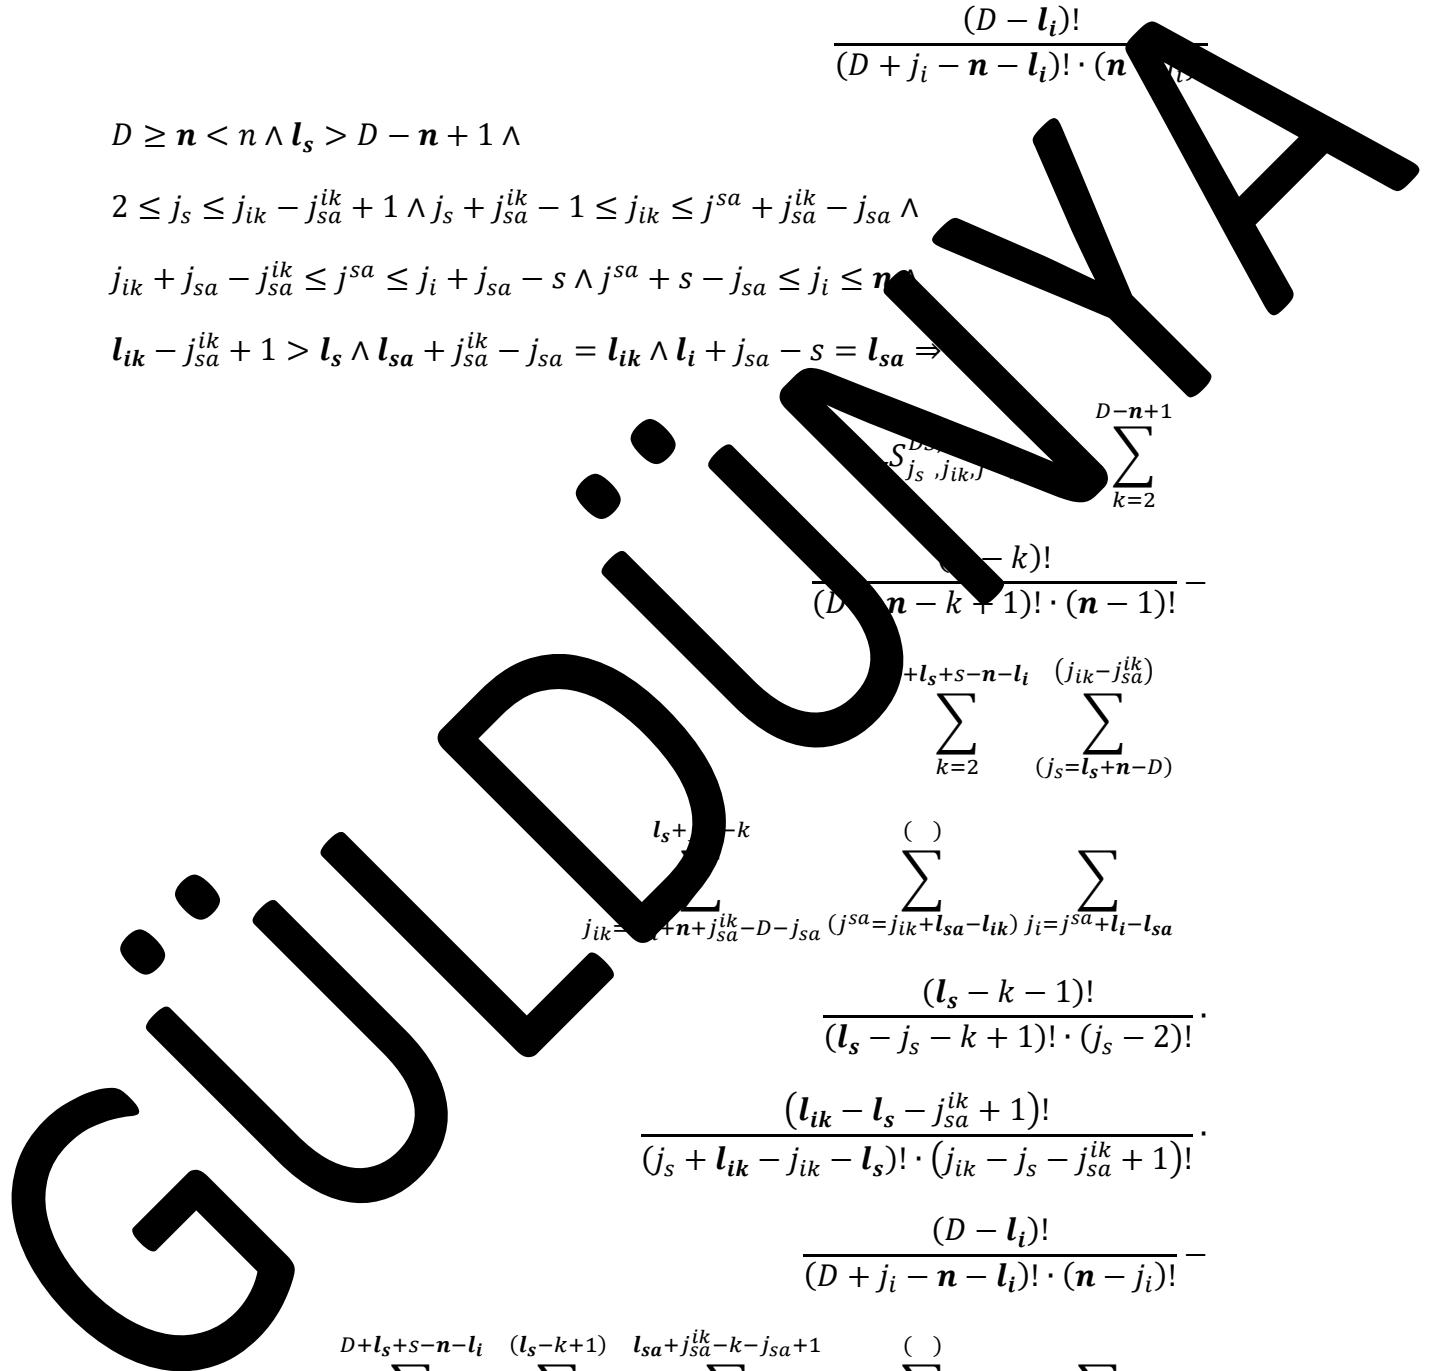 (D − l_i)!
(D + j_i − n − l_i)! · (n
D ≥ n < n ∧ l_s > D − n + 1 ∧
2 ≤ j_s ≤ j_ik − j_sa^ik + 1 ∧ j_s + j_sa^ik − 1 ≤ j_ik ≤ j^sa + j_sa^ik − j_sa ∧
j_ik + j_sa − j_sa^ik ≤ j^sa ≤ j_i + j_sa − s ∧ j^sa + s − j_sa ≤ j_i ≤ n ∧
l_ik − j_sa^ik + 1 > l_s ∧ l_sa + j_sa^ik − j_sa = l_ik ∧ l_i + j_sa − s = l_sa ⇒
D−n+1
S j_s ,j_ik, ∑
k=2
− k)!
(D n − k + 1)! · (n − 1)! −
+l_s+s−n−l_i (j_ik−j_sa^ik)
∑ ∑
k=2 (j_s=l_s+n−D)
l_s+ −k ( )
∑ ∑ ∑
j_ik= +n+j_sa^ik−D−j_sa (j^sa=j_ik+l_sa−l_ik) j_i=j^sa+l_i−l_sa
(l_s − k − 1)!
(l_s − j_s − k + 1)! · (j_s − 2)! ·
(l_ik − l_s − j_sa^ik + 1)!
(j_s + l_ik − j_ik − l_s)! · (j_ik − j_s − j_sa^ik + 1)! ·
(D − l_i)!
(D + j_i − n − l_i)! · (n − j_i)! −
D+l_s+s−n−l_i (l_s−k+1) l_sa+j_sa^ik−k−j_sa+1 ( )
GÜLDÜNYA